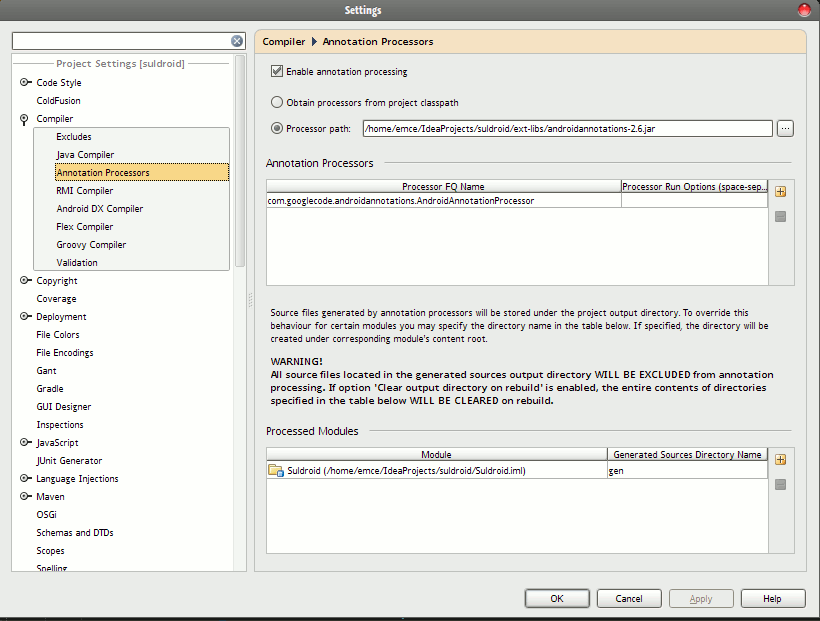 Settings
Project Settings [suldroid]
Code Style
ColdFusion
Compiler
Excludes
Java Compiler
Annotation Processors
RMI Compiler
Android DX Compiler
Flex Compiler
Groovy Compiler
Validation
Copyright
Coverage
Deployment
File Colors
File Encodings
Gant
Gradle
GUI Designer
Inspections
JavaScript
JUnit Generator
Language Injections
Maven
OSGi
Schemas and DTDs
Scopes
Spelling
Compiler Annotation Processors
Enable annotation processing
Obtain processors from project classpath
Processor path: /home/emce/IdeaProjects/suldroid/ext-libs/androidannotations-2.6.jar ...
Annotation Processors
Processor FQ Name Processor Run Options (space-sep...
com.googlecode.androidannotations.AndroidAnnotationProcessor
Source files generated by annotation processors will be stored under the project output directory. To override this
behaviour for certain modules you may specify the directory name in the table below. If specified, the directory will be
created under corresponding module's content root.
WARNING!
All source files located in the generated sources output directory WILL BE EXCLUDED from annotation
processing. If option 'Clear output directory on rebuild' is enabled, the entire contents of directories
specified in the table below WILL BE CLEARED on rebuild.
Processed Modules
Module Generated Sources Directory Name
Suldroid (/home/emce/IdeaProjects/suldroid/Suldroid.iml) gen
OK Cancel Apply Help